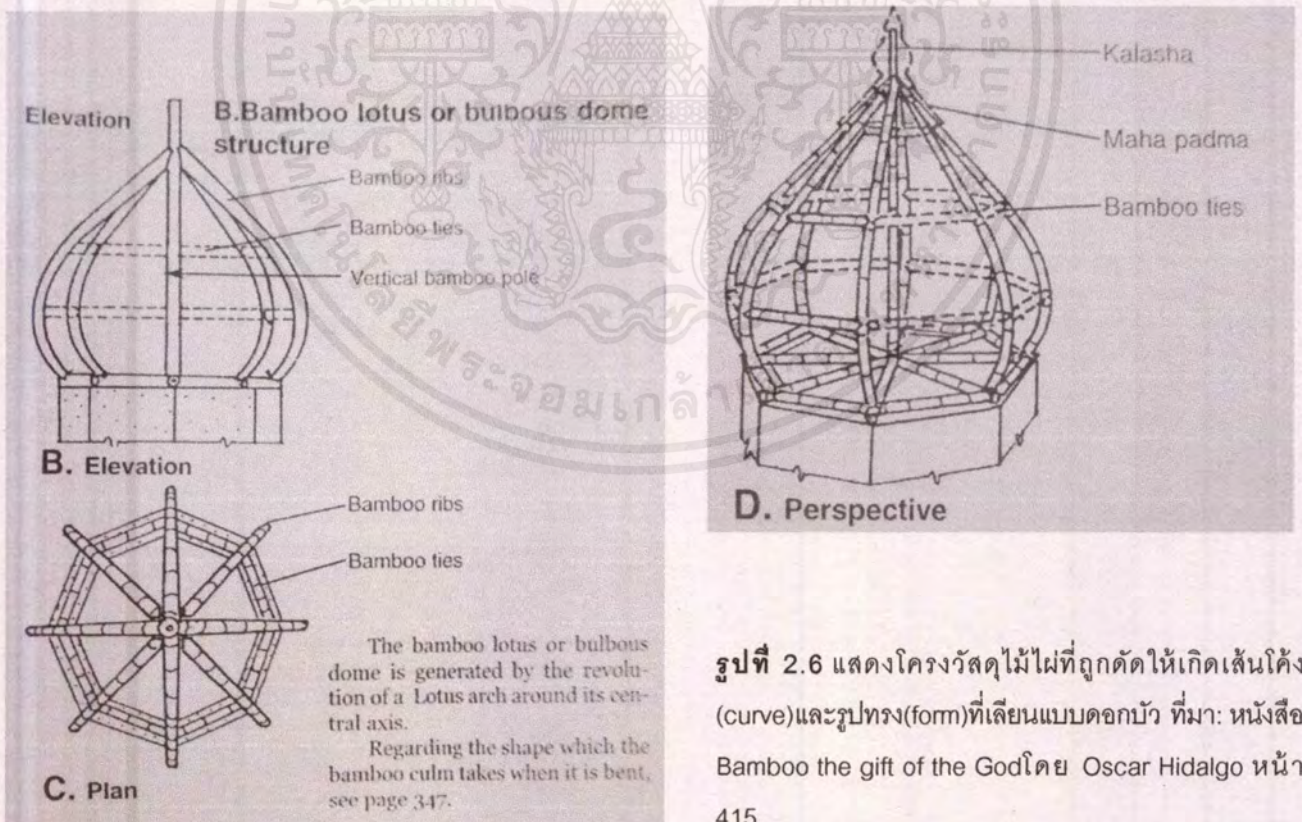 Elevation
B.Bamboo lotus or bulbous dome
structure
Bamboo ribs
Bamboo ties
Vertical bamboo pole
B. Elevation
Bamboo ribs
Bamboo ties
The bamboo lotus or bulbous
dome is generated by the revolu-
tion of a Lotus arch around its cen-
tral axis.
Regarding the shape which the
bamboo culm takes when it is bent,
see page 347.
C. Plan
Kalasha
Maha padma
Bamboo ties
D. Perspective
รูปที่ 2.6 แสดงโครงวัสดุไม้ไผ่ที่ถูกดัดให้เกิดเส้นโค้ง
(curve)และรูปทรง(form)ที่เลียนแบบดอกบัว ที่มา: หนังสือ
Bamboo the gift of the Godโดย Oscar Hidalgo หน้า
415